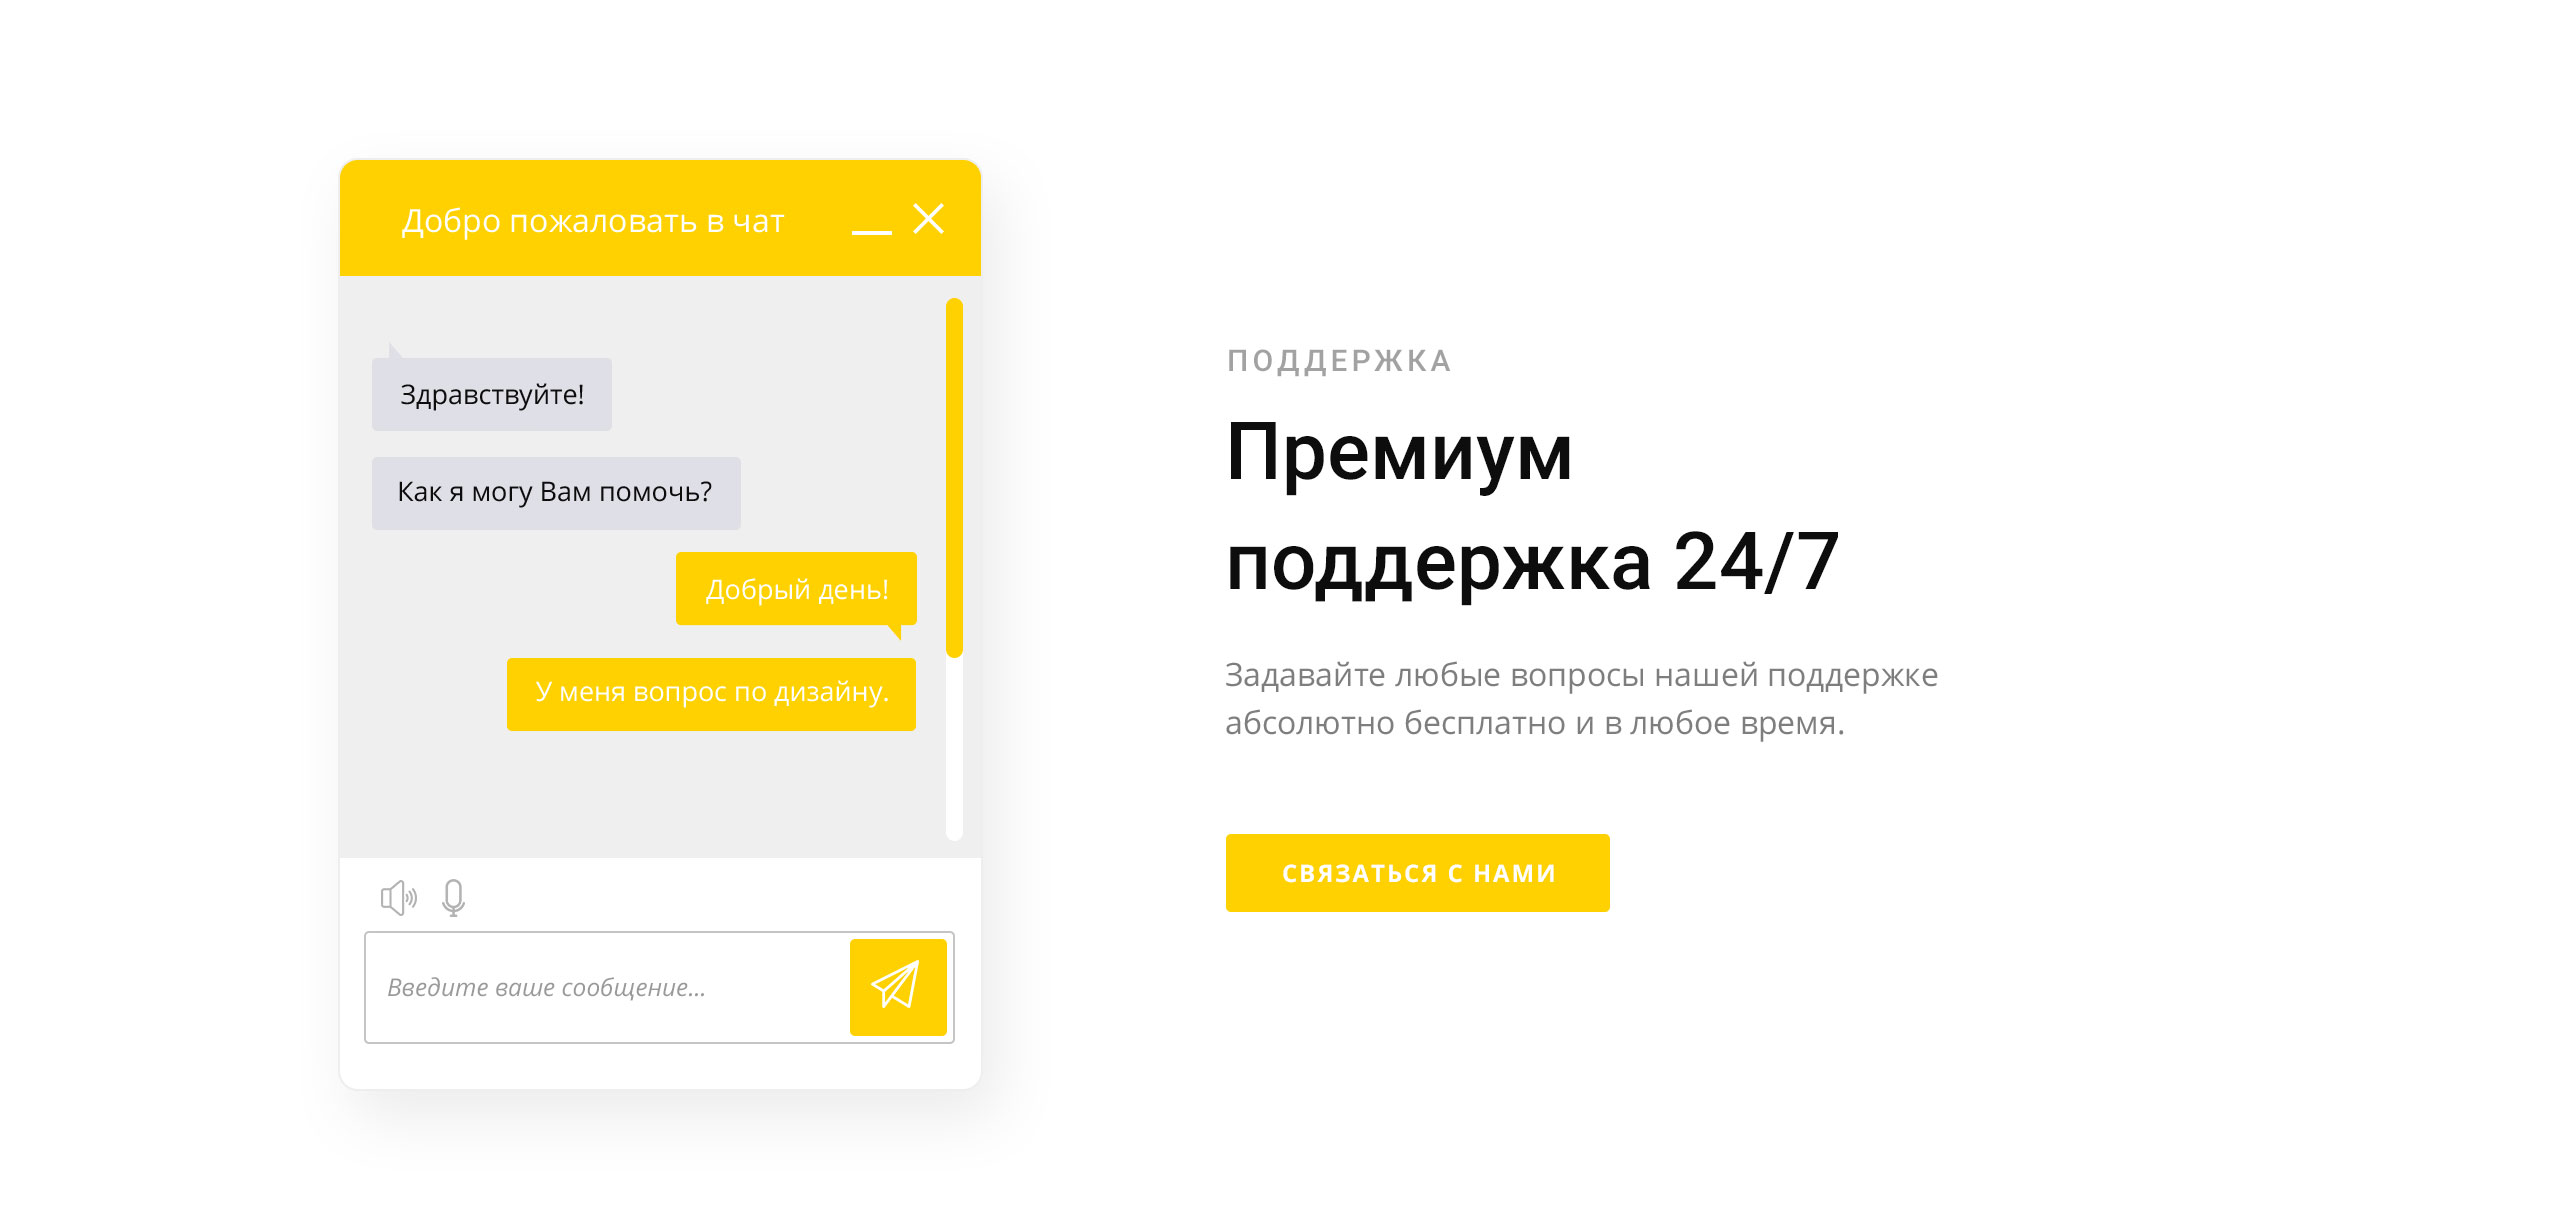 Добро пожаловать в чат
Здравствуйте!
Как я могу Вам помочь?
Добрый день!
У меня вопрос по дизайну.
Введите ваше сообщение...
ПОДДЕРЖКА
Премиум
поддержка 24/7
Задавайте любые вопросы нашей поддержке
абсолютно бесплатно и в любое время.
СВЯЗАТЬСЯ С НАМИ